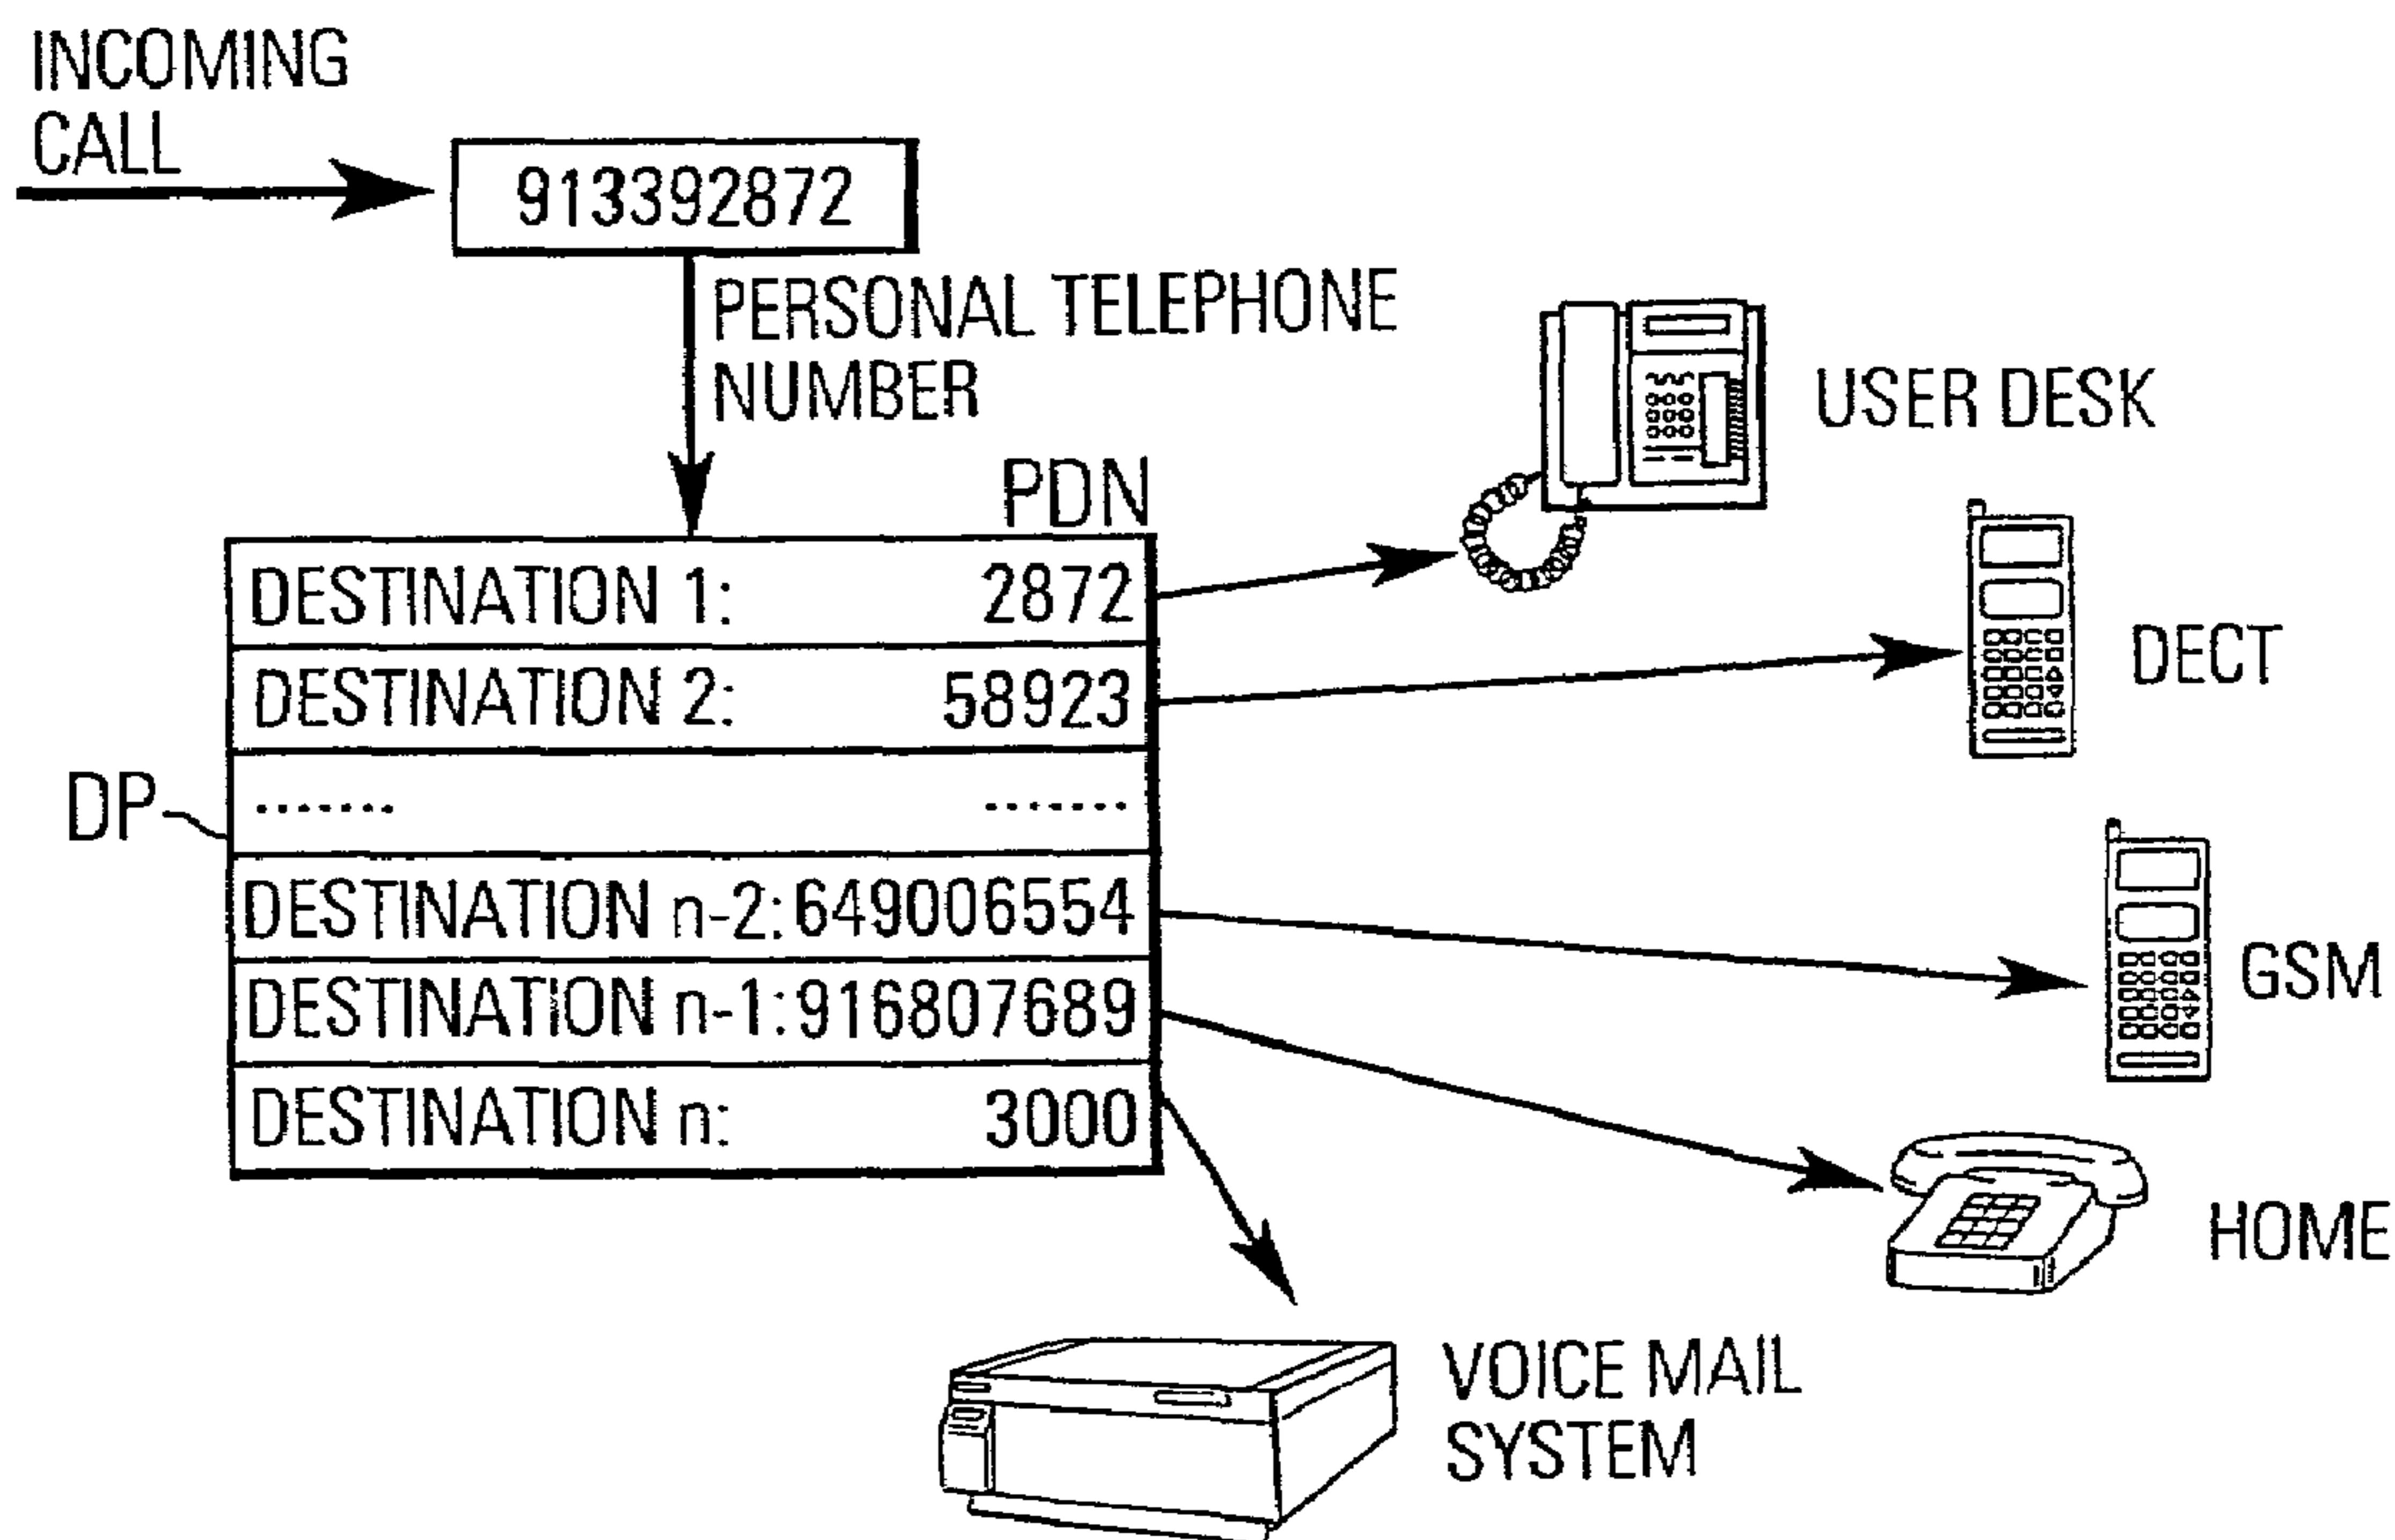 INCOMING
CALL
913392872
PERSONAL TELEPHONE
NUMBER
PDN
USER DESK
DESTINATION 1: 2872
DECT
DESTINATION 2: 58923
DP
....... .......
DESTINATION n-2: 649006554
GSM
DESTINATION n-1: 916807689
HOME
DESTINATION n: 3000
VOICE MAIL
SYSTEM